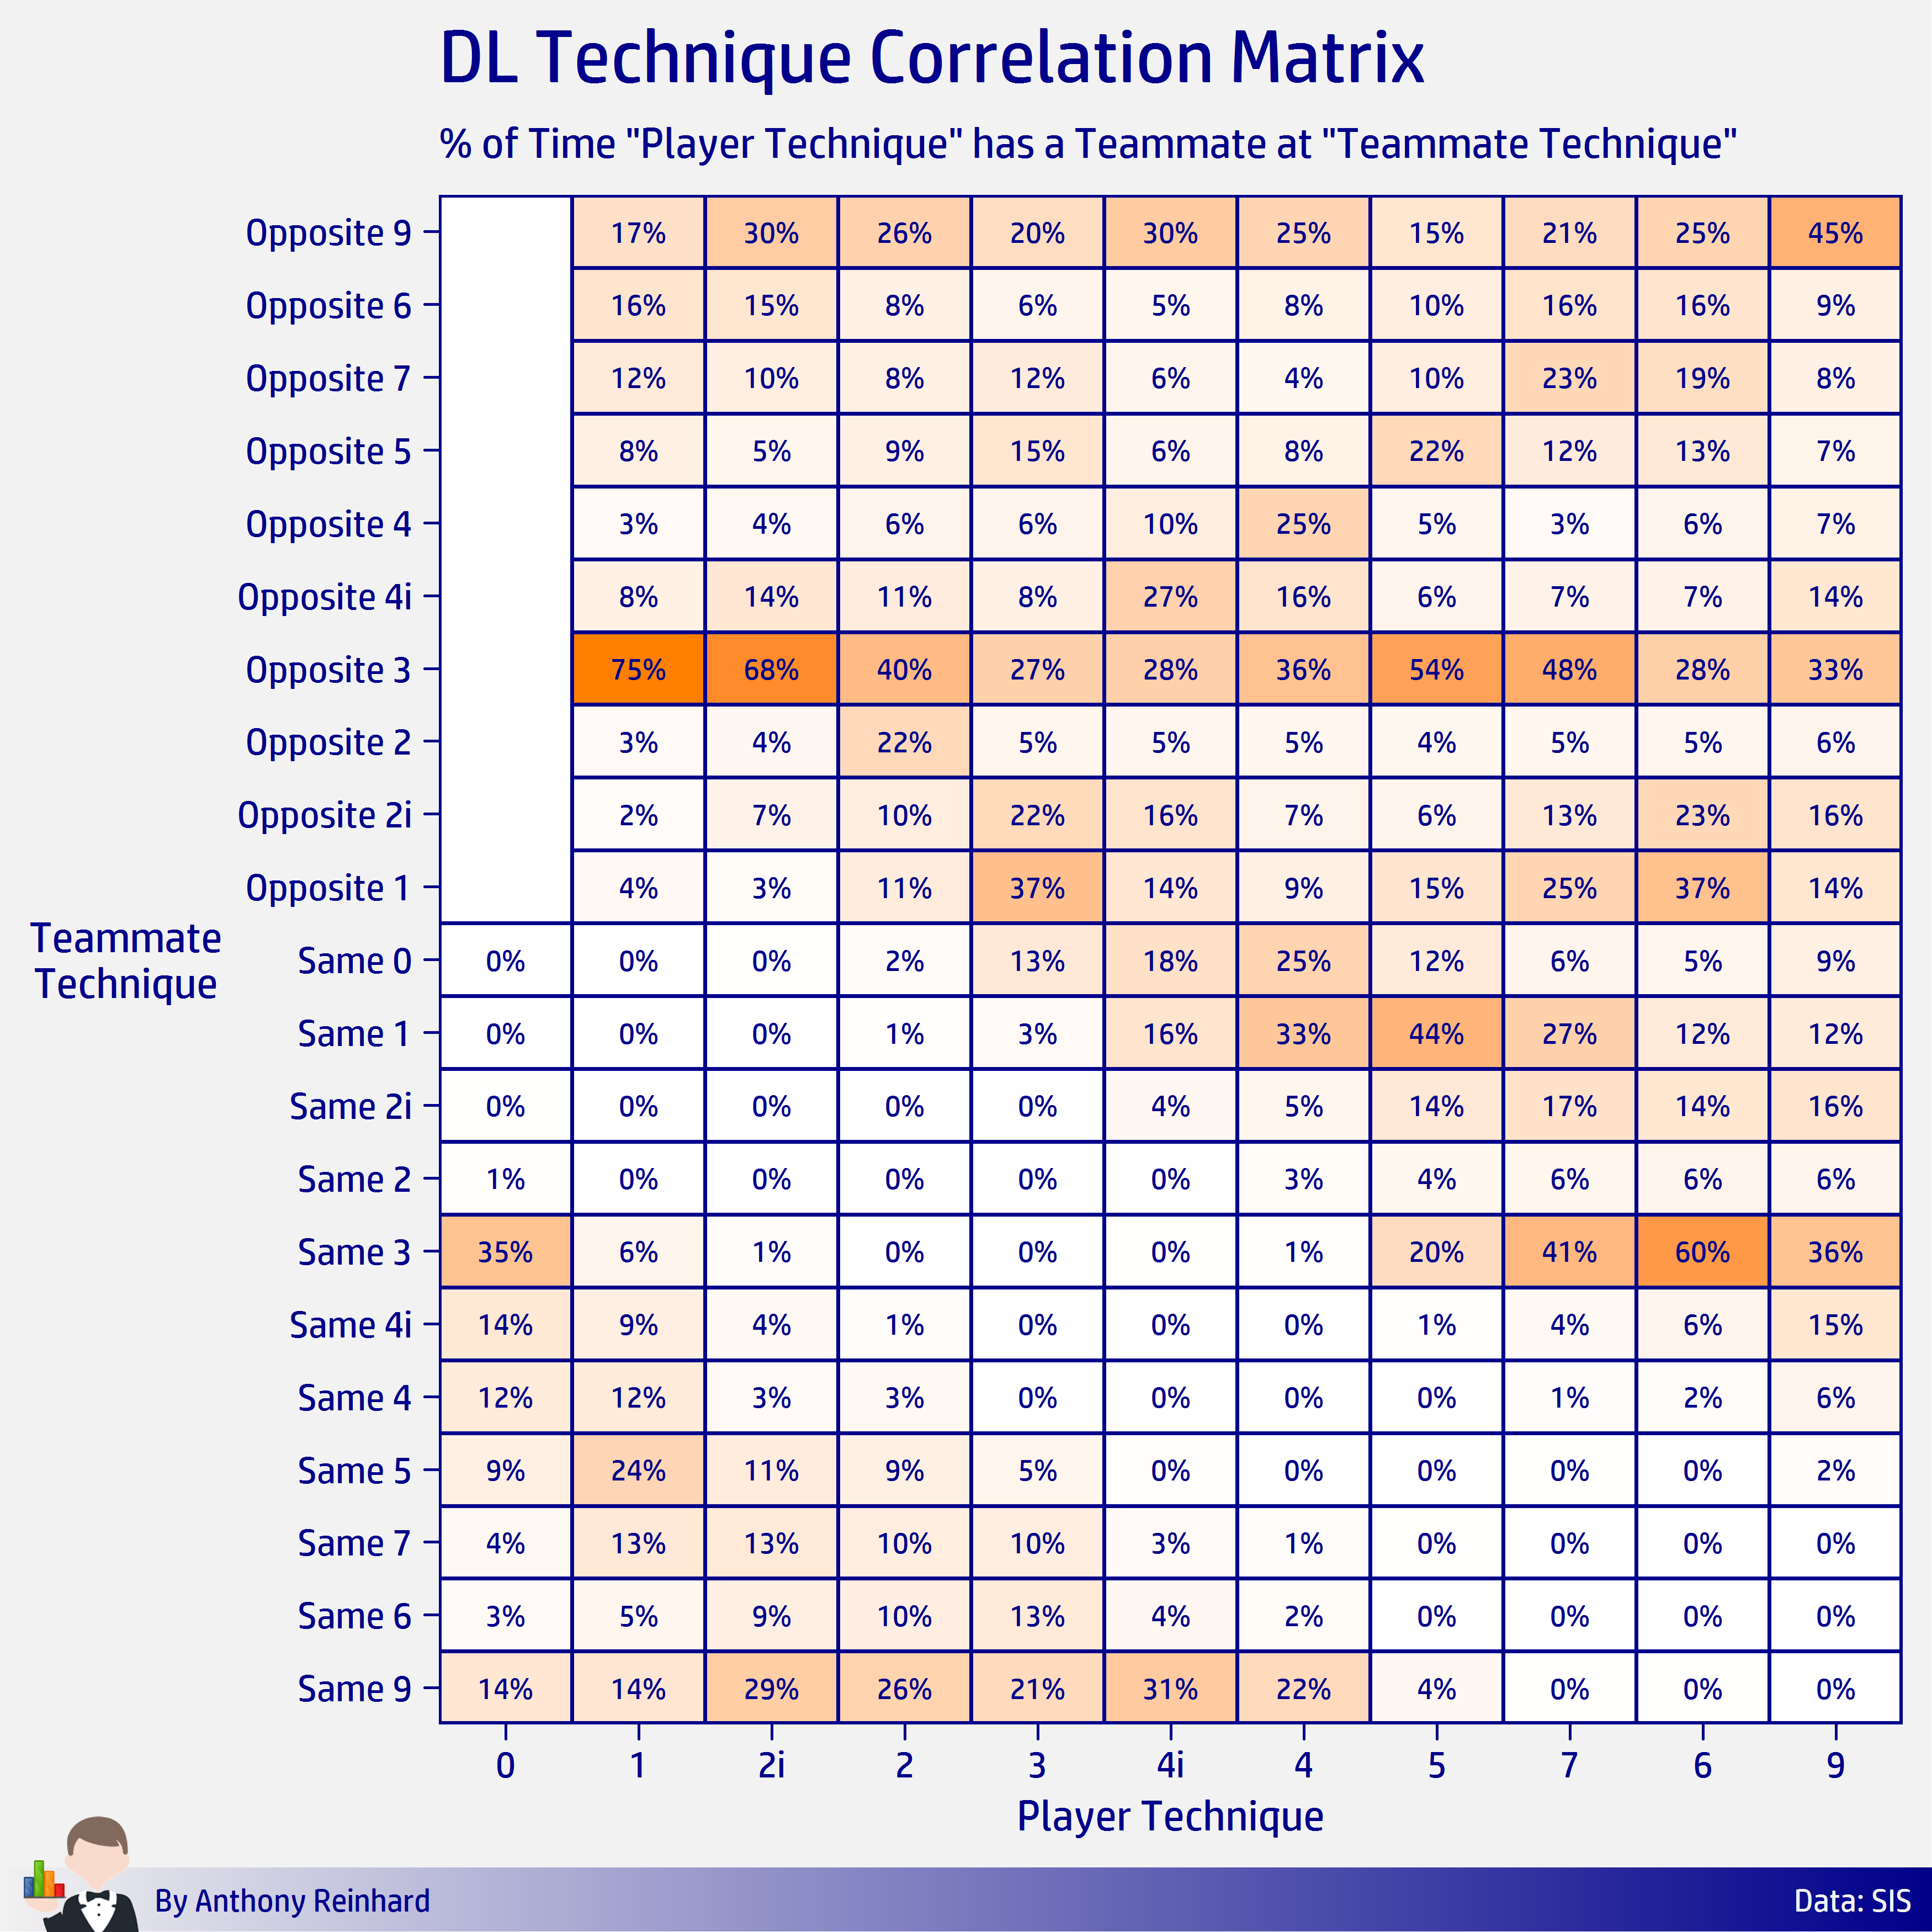 DL Technique Correlation Matrix
% of Time "Player Technique" has a Teammate at "Teammate Technique"
Opposite 9 17% 30% 26% 20% 30% 25% 15% 21% 25% 45%
Opposite 6 16% 15% 8% 6% 5% 8% 10% 16% 16% 9%
Opposite 7 12% 10% 8% 12% 6% 4% 10% 23% 19% 8%
Opposite 5 8% 5% 9% 15% 6% 8% 22% 12% 13% 7%
Opposite 4 3% 4% 6% 6% 10% 25% 5% 3% 6% 7%
Opposite 4i 8% 14% 11% 8% 27% 16% 6% 7% 7% 14%
Opposite 3 75% 68% 40% 27% 28% 36% 54% 48% 28% 33%
Opposite 2 3% 4% 22% 5% 5% 5% 4% 5% 5% 6%
Opposite 2i 2% 7% 10% 22% 16% 7% 6% 13% 23% 16%
Opposite 1 4% 3% 11% 37% 14% 9% 15% 25% 37% 14%
Teammate
Technique
Same 0 0% 0% 0% 2% 13% 18% 25% 12% 6% 5% 9%
Same 1 0% 0% 0% 1% 3% 16% 33% 44% 27% 12% 12%
Same 2i 0% 0% 0% 0% 0% 4% 5% 14% 17% 14% 16%
Same 2 1% 0% 0% 0% 0% 0% 3% 4% 6% 6% 6%
Same 3 35% 6% 1% 0% 0% 0% 1% 20% 41% 60% 36%
Same 4i 14% 9% 4% 1% 0% 0% 0% 1% 4% 6% 15%
Same 4 12% 12% 3% 3% 0% 0% 0% 0% 1% 2% 6%
Same 5 9% 24% 11% 9% 5% 0% 0% 0% 0% 0% 2%
Same 7 4% 13% 13% 10% 10% 3% 1% 0% 0% 0% 0%
Same 6 3% 5% 9% 10% 13% 4% 2% 0% 0% 0% 0%
Same 9 14% 14% 29% 26% 21% 31% 22% 4% 0% 0% 0%
0 1 2i 2 3 4i 4 5 7 6 9
Player Technique
By Anthony Reinhard
Data: SIS